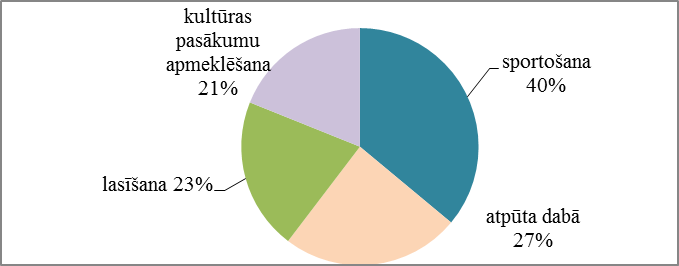 kultūras
pasākumu
apmeklēšana
21%
sportošana
40%
lasīšana 23%
atpūta dabā
27%